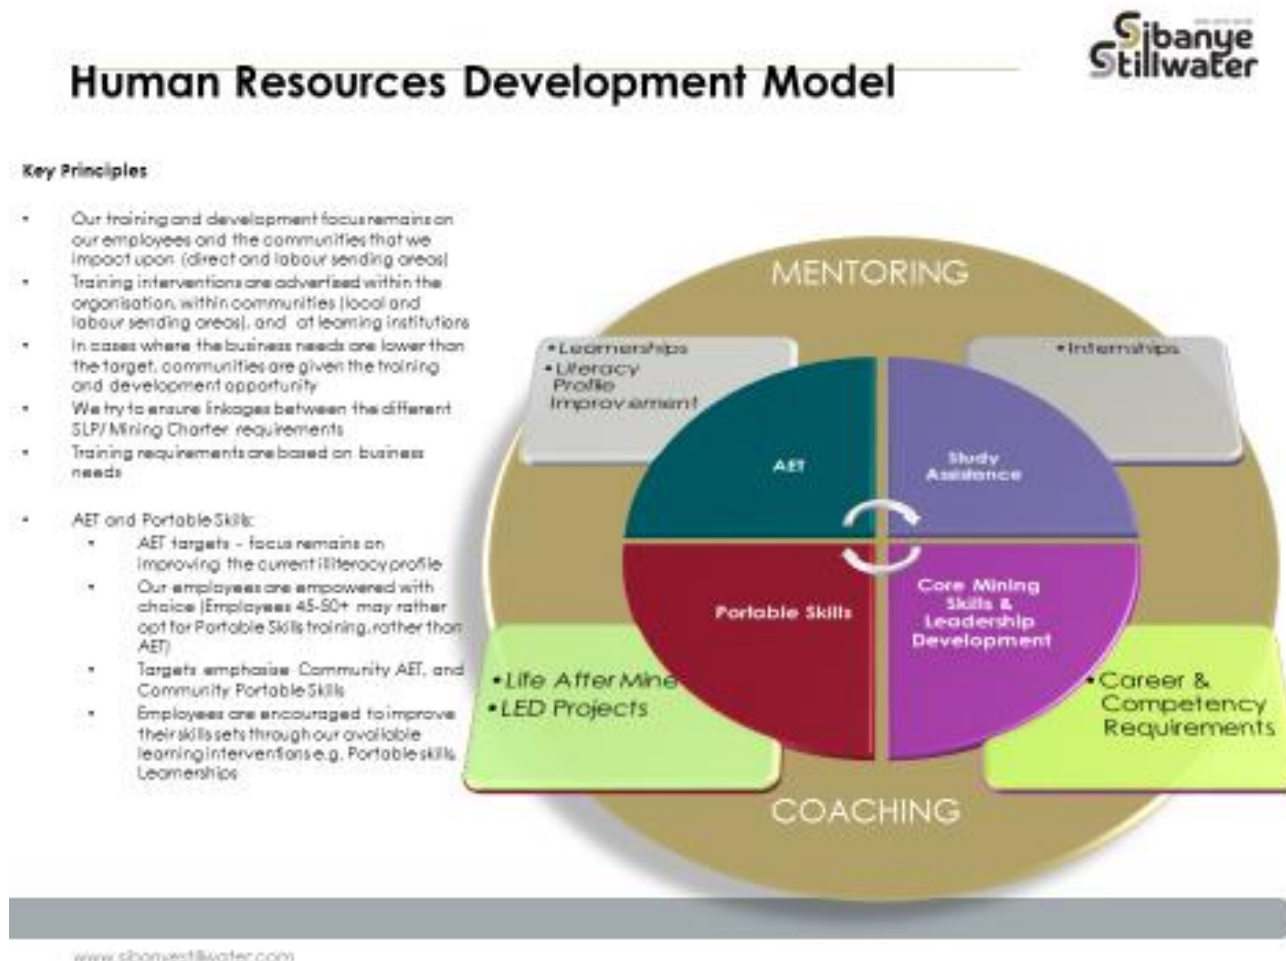 Sibanye
Stillwater
Human Resources Development Model
Key Principles
• Our training and development focus remains on
our employees and the communities that we
impact upon (direct and labour sending areas)
• Training interventions are advertised within the
organisation, within communities (local and
labour sending areas), and at learning institutions
• In cases where the business needs are lower than
the target, communities are given the training
and development opportunity
• We try to ensure linkages between the different
SLP/Mining Charter requirements
• Training requirements are based on business
needs
• AET and Portable Skills:
• AET targets – focus remains on
improving the current illiteracy profile
• Our employees are empowered with
choice (Employees 45-50+ may rather
opt for Portable Skills training, rather than
AET)
• Targets emphasise Community AET, and
Community Portable Skills
• Employees are encouraged to improve
their skills sets through our available
learning interventions e.g. Portable skills,
Learnerships
MENTORING
• Learnerships
• Literacy
Profile
Improvement
• Internships
AET
Study
Assistance
Portable Skills
Core Mining
Skills &
Leadership
Development
• Life After Mine
• LED Projects
• Career &
Competency
Requirements
COACHING
www.sibanyestillwater.com